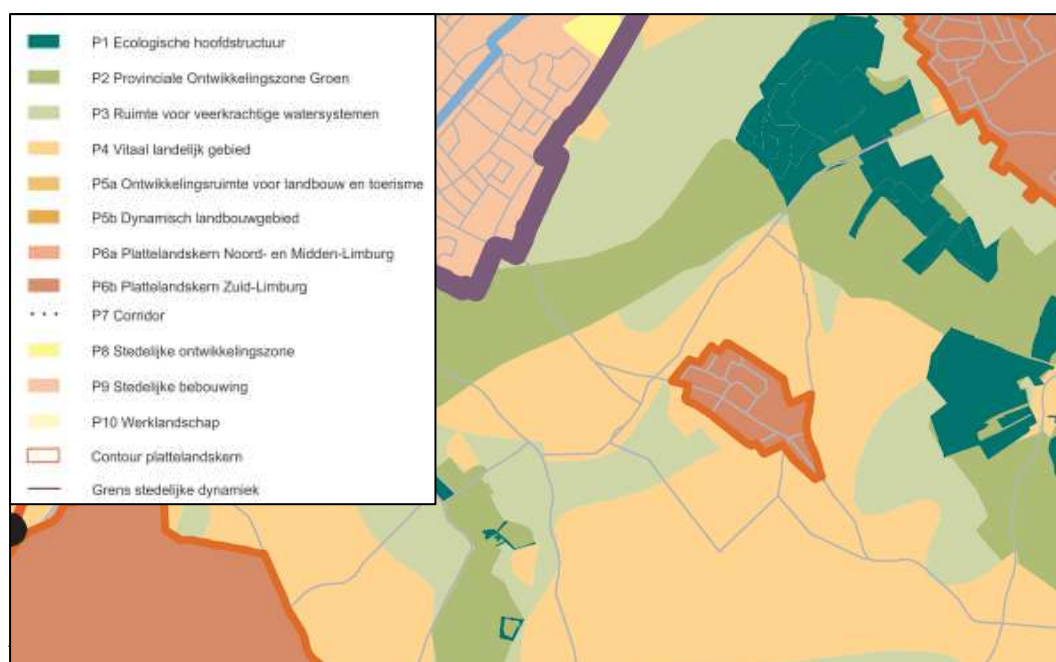 P1 Ecologische hoofdstructuur
P2 Provinciale Ontwikkelingszone Groen
P3 Ruimte voor veerkrachtige watersystemen
P4 Vitaal landelijk gebied
P5a Ontwikkelingsruimte voor landbouw en toerisme
P5b Dynamisch landbouwgebied
P6a Plattelandskern Noord- en Midden-Limburg
P6b Plattelandskern Zuid-Limburg
P7 Corridor
P8 Stedelijke ontwikkelingszone
P9 Stedelijke bebouwing
P10 Werklandschap
Contour plattelandskern
Grens stedelijke dynamiek